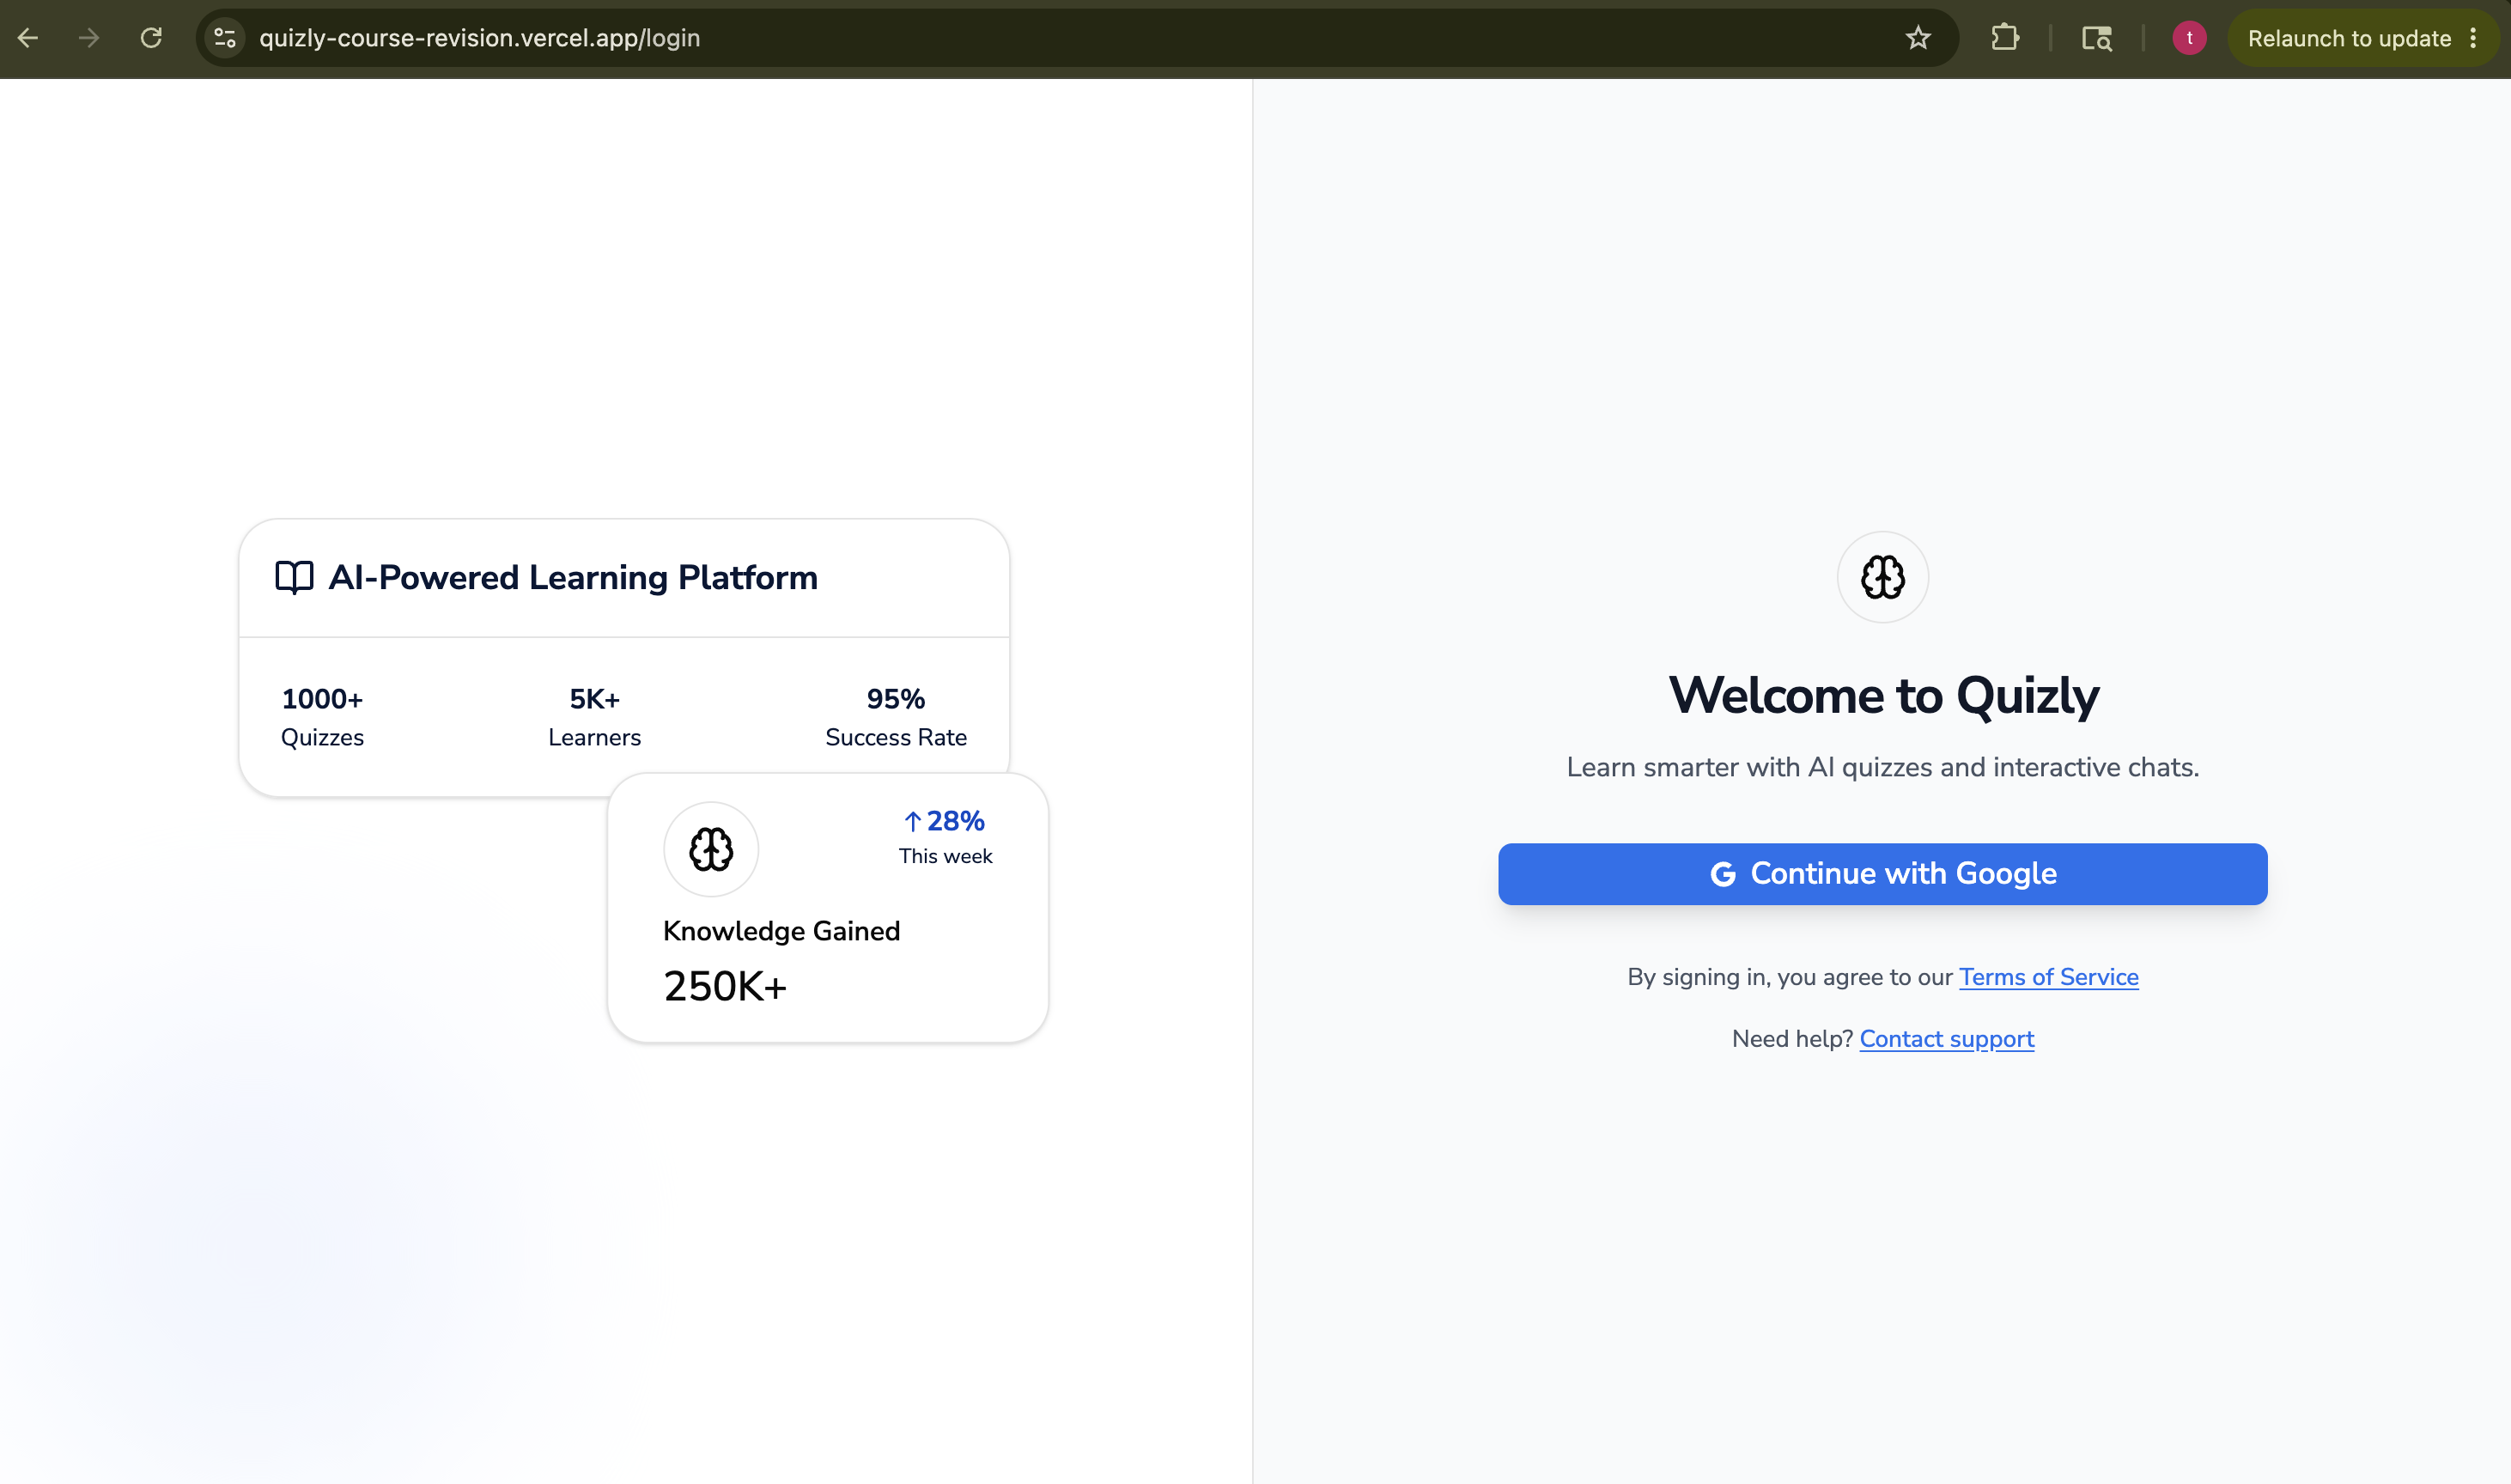 quizly-course-revision.vercel.app/login
t
Relaunch to update
AI-Powered Learning Platform
1000+
Quizzes
5K+
Learners
95%
Success Rate
↑28%
This week
Knowledge Gained
250K+
Welcome to Quizly
Learn smarter with AI quizzes and interactive chats.
G Continue with Google
By signing in, you agree to our Terms of Service
Need help? Contact support